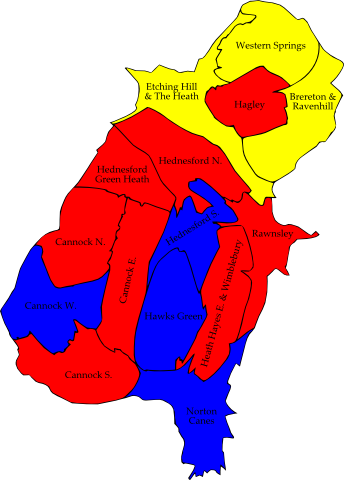 Western Springs
Etching Hill
& The Heath
Brereton &
Ravenhill
Hagley
Hednesford N.
Hednesford
Green Heath
Hednesford S.
Rawnsley
Cannock N.
Cannock E.
Heath Hayes E. & Wimblebury
Cannock W.
Hawks Green
Cannock S.
Norton
Canes